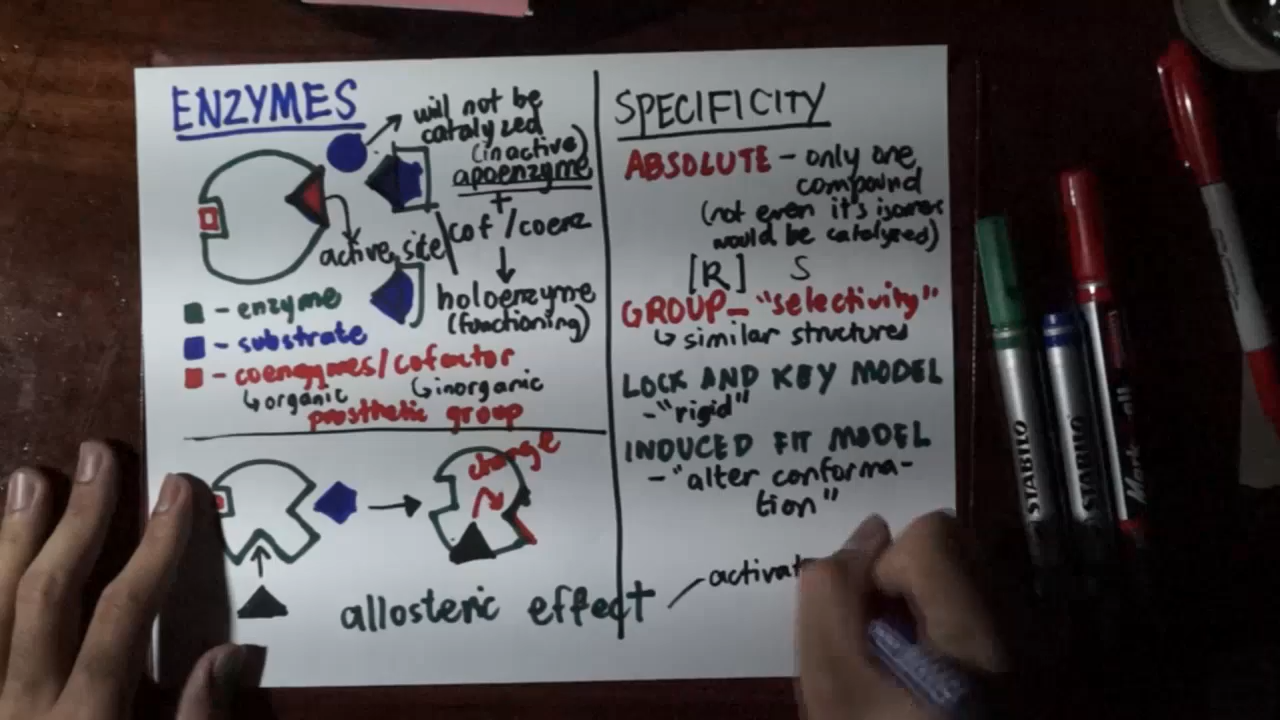 ENZYMES
will not be
catalyzed
(inactive)
apoenzyme
+
cof / coenz
active site
holoenzyme
(functioning)
- enzyme
- substrate
- coenzymes/cofactor
↳organic ↳inorganic
prosthetic group
change
allosteric effect
SPECIFICITY
ABSOLUTE - only one
compound
(not even it's isomers
would be catalyzed)
[R] S
GROUP - "selectivity"
↳ similar structures
LOCK AND KEY MODEL
- "rigid"
INDUCED FIT MODEL
- "alter conforma-
tion"
activat
STABILO
STABILO
Mark-all